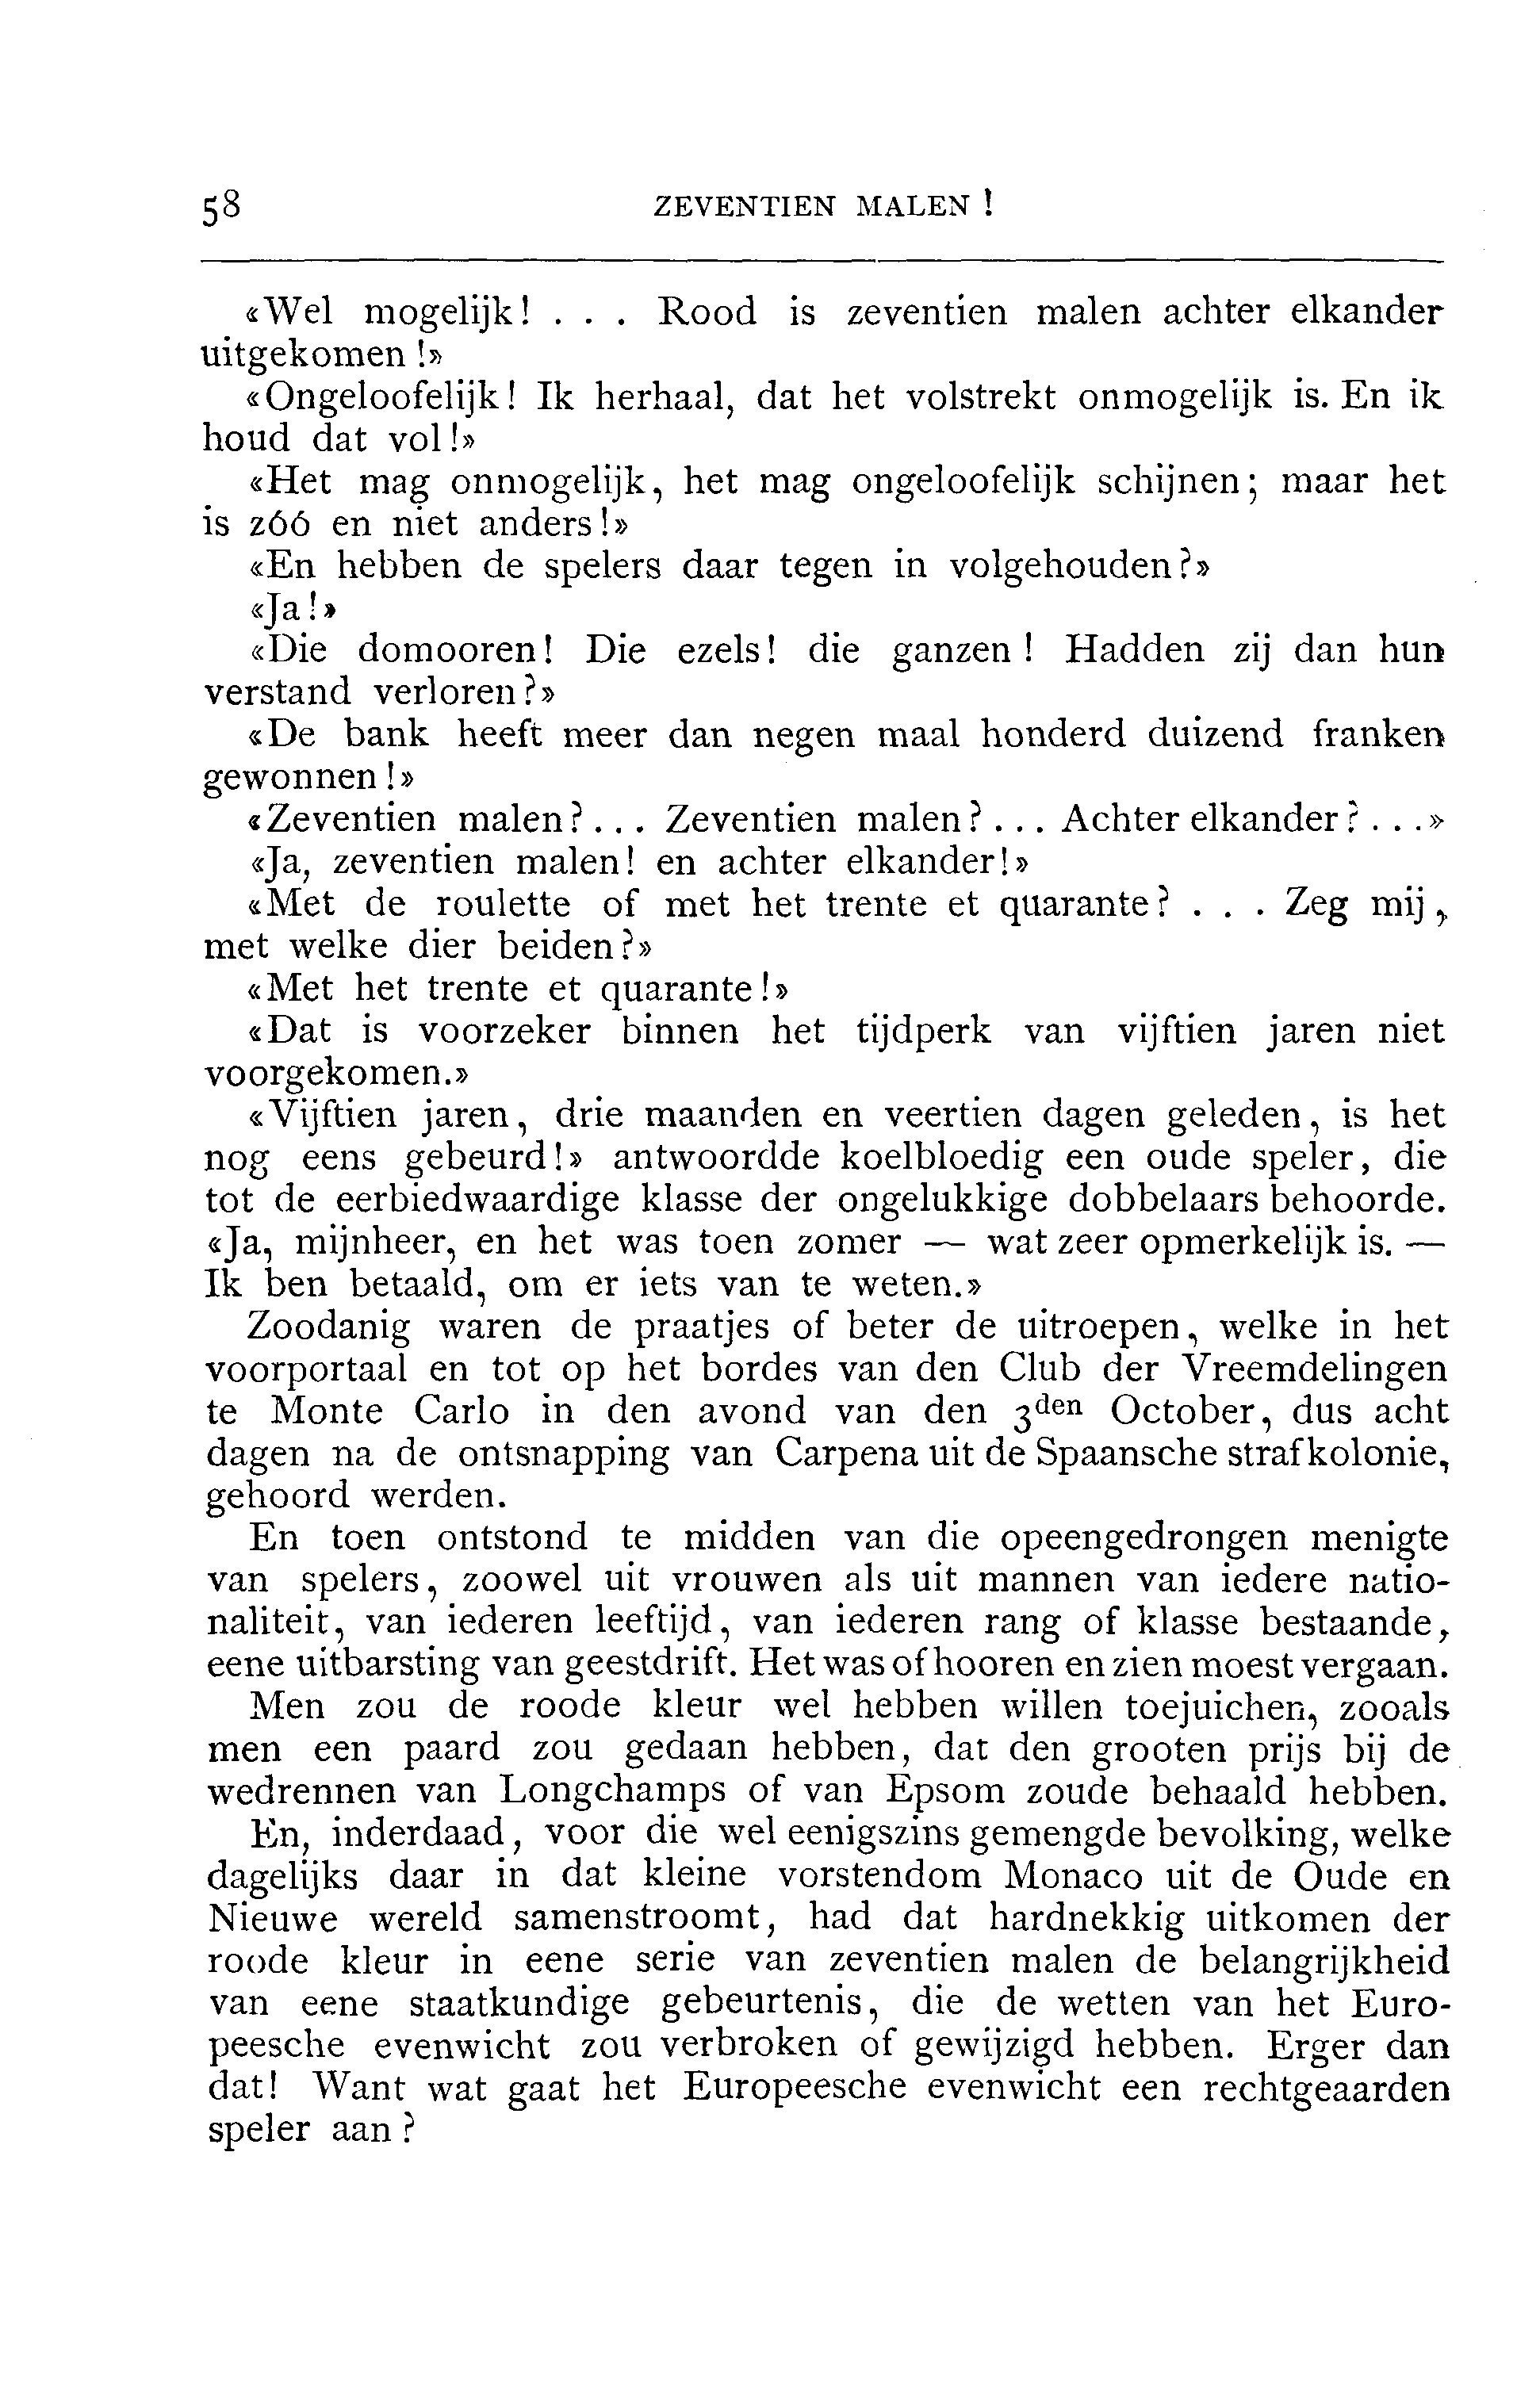 58 ZEVENTIEN MALEN !
«Wel mogelijk! . . . Rood is zeventien malen achter elkander
uitgekomen !»
«Ongeloofelijk! Ik herhaal, dat het volstrekt onmogelijk is. En ik
houd dat vol!»
«Het mag onmogelijk, het mag ongeloofelijk schijnen; maar het
is zóó en niet anders!»
«En hebben de spelers daar tegen in volgehouden?»
«Ja!»
«Die domooren! Die ezels! die ganzen! Hadden zij dan hun
verstand verloren?»
«De bank heeft meer dan negen maal honderd duizend franken
gewonnen!»
«Zeventien malen?... Zeventien malen?... Achter elkander?...»
«Ja, zeventien malen! en achter elkander!»
«Met de roulette of met het trente et quarante? . . . Zeg mij,
met welke dier beiden?»
«Met het trente et quarante!»
«Dat is voorzeker binnen het tijdperk van vijftien jaren niet
voorgekomen.»
«Vijftien jaren, drie maanden en veertien dagen geleden, is het
nog eens gebeurd!» antwoordde koelbloedig een oude speler, die
tot de eerbiedwaardige klasse der ongelukkige dobbelaars behoorde.
«Ja, mijnheer, en het was toen zomer — wat zeer opmerkelijk is. —
Ik ben betaald, om er iets van te weten.»
Zoodanig waren de praatjes of beter de uitroepen, welke in het
voorportaal en tot op het bordes van den Club der Vreemdelingen
te Monte Carlo in den avond van den 3den October, dus acht
dagen na de ontsnapping van Carpena uit de Spaansche strafkolonie,
gehoord werden.
En toen ontstond te midden van die opeengedrongen menigte
van spelers, zoowel uit vrouwen als uit mannen van iedere natio-
naliteit, van iederen leeftijd, van iederen rang of klasse bestaande,
eene uitbarsting van geestdrift. Het was of hooren en zien moest vergaan.
Men zou de roode kleur wel hebben willen toejuichen, zooals
men een paard zou gedaan hebben, dat den grooten prijs bij de
wedrennen van Longchamps of van Epsom zoude behaald hebben.
En, inderdaad, voor die wel eenigszins gemengde bevolking, welke
dagelijks daar in dat kleine vorstendom Monaco uit de Oude en
Nieuwe wereld samenstroomt, had dat hardnekkig uitkomen der
roode kleur in eene serie van zeventien malen de belangrijkheid
van eene staatkundige gebeurtenis, die de wetten van het Euro-
peesche evenwicht zou verbroken of gewijzigd hebben. Erger dan
dat! Want wat gaat het Europeesche evenwicht een rechtgeaarden
speler aan?